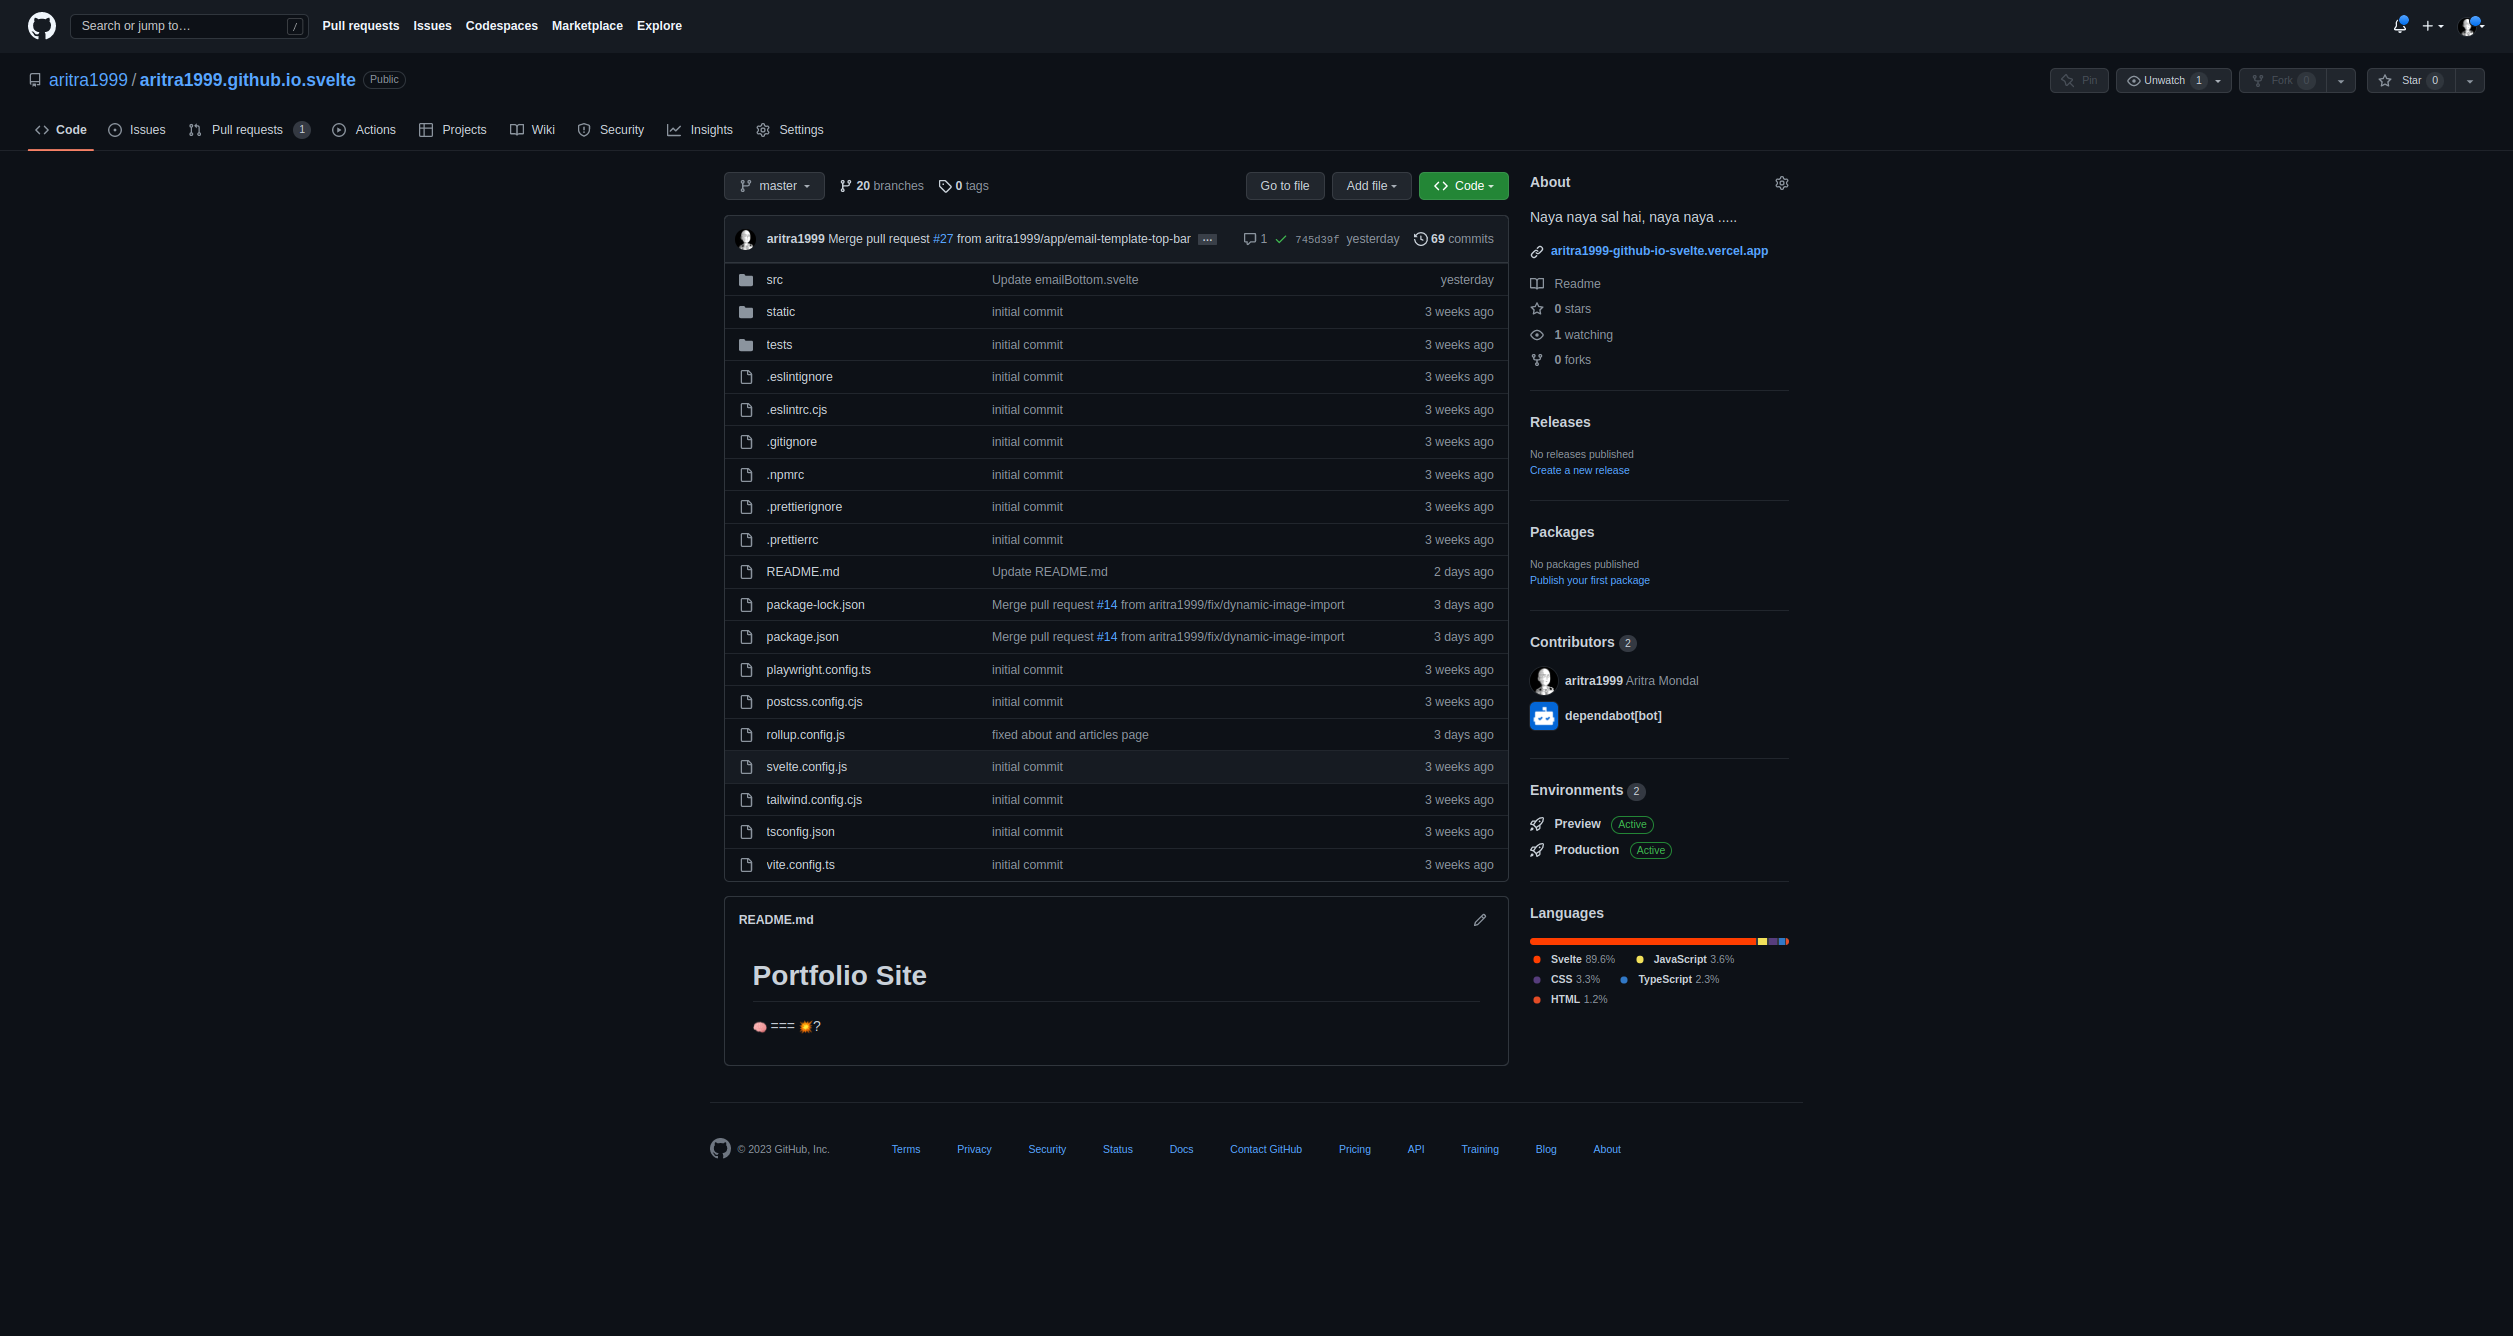 Search or jump to… /
Pull requests Issues Codespaces Marketplace Explore
aritra1999 / aritra1999.github.io.svelte Public
Pin Unwatch 1 Fork 0 Star 0
Code Issues Pull requests 1 Actions Projects Wiki Security Insights Settings
master 20 branches 0 tags Go to file Add file Code
aritra1999 Merge pull request #27 from aritra1999/app/email-template-top-bar … 1 745d39f yesterday 69 commits
src Update emailBottom.svelte yesterday
static initial commit 3 weeks ago
tests initial commit 3 weeks ago
.eslintignore initial commit 3 weeks ago
.eslintrc.cjs initial commit 3 weeks ago
.gitignore initial commit 3 weeks ago
.npmrc initial commit 3 weeks ago
.prettierignore initial commit 3 weeks ago
.prettierrc initial commit 3 weeks ago
README.md Update README.md 2 days ago
package-lock.json Merge pull request #14 from aritra1999/fix/dynamic-image-import 3 days ago
package.json Merge pull request #14 from aritra1999/fix/dynamic-image-import 3 days ago
playwright.config.ts initial commit 3 weeks ago
postcss.config.cjs initial commit 3 weeks ago
rollup.config.js fixed about and articles page 3 days ago
svelte.config.js initial commit 3 weeks ago
tailwind.config.cjs initial commit 3 weeks ago
tsconfig.json initial commit 3 weeks ago
vite.config.ts initial commit 3 weeks ago
README.md
Portfolio Site
🧠 === 💥?
About
Naya naya sal hai, naya naya .....
aritra1999-github-io-svelte.vercel.app
Readme
0 stars
1 watching
0 forks
Releases
No releases published
Create a new release
Packages
No packages published
Publish your first package
Contributors 2
aritra1999 Aritra Mondal
dependabot[bot]
Environments 2
Preview Active
Production Active
Languages
Svelte 89.6% JavaScript 3.6%
CSS 3.3% TypeScript 2.3%
HTML 1.2%
© 2023 GitHub, Inc. Terms Privacy Security Status Docs Contact GitHub Pricing API Training Blog About